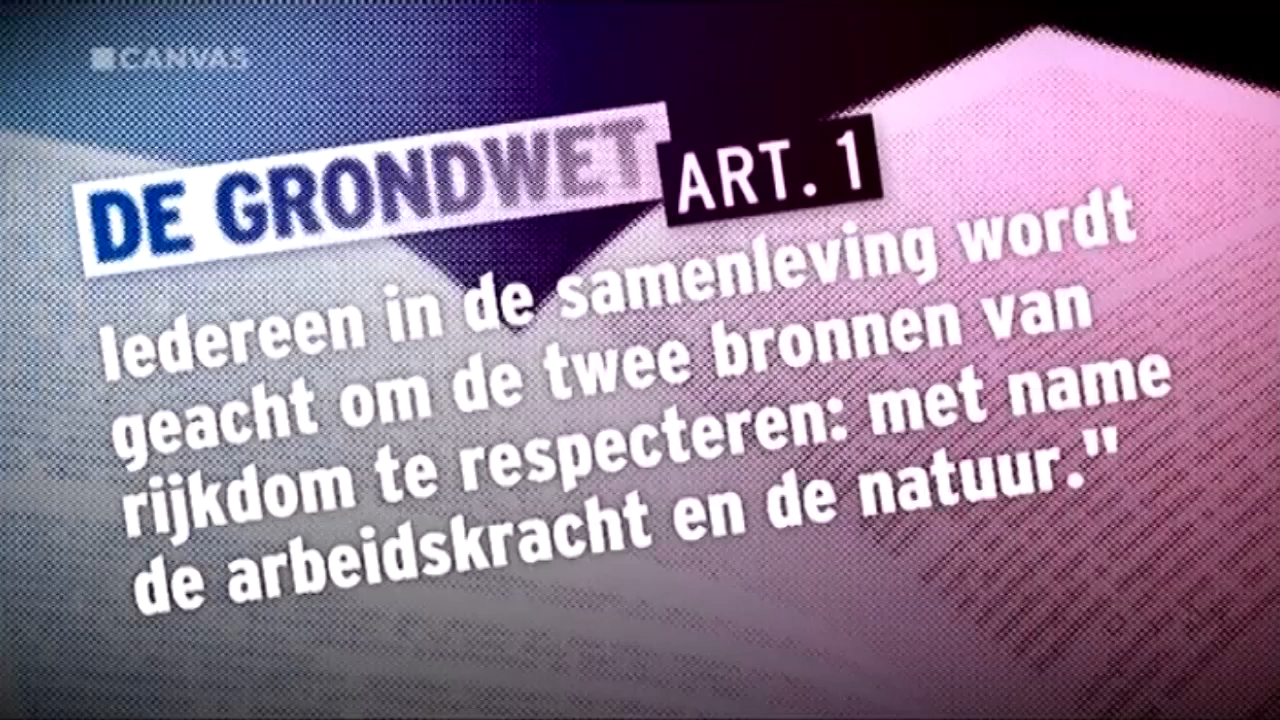 CANVAS
DE GRONDWET ART. 1
Iedereen in de samenleving wordt
geacht om de twee bronnen van
rijkdom te respecteren: met name
de arbeidskracht en de natuur."